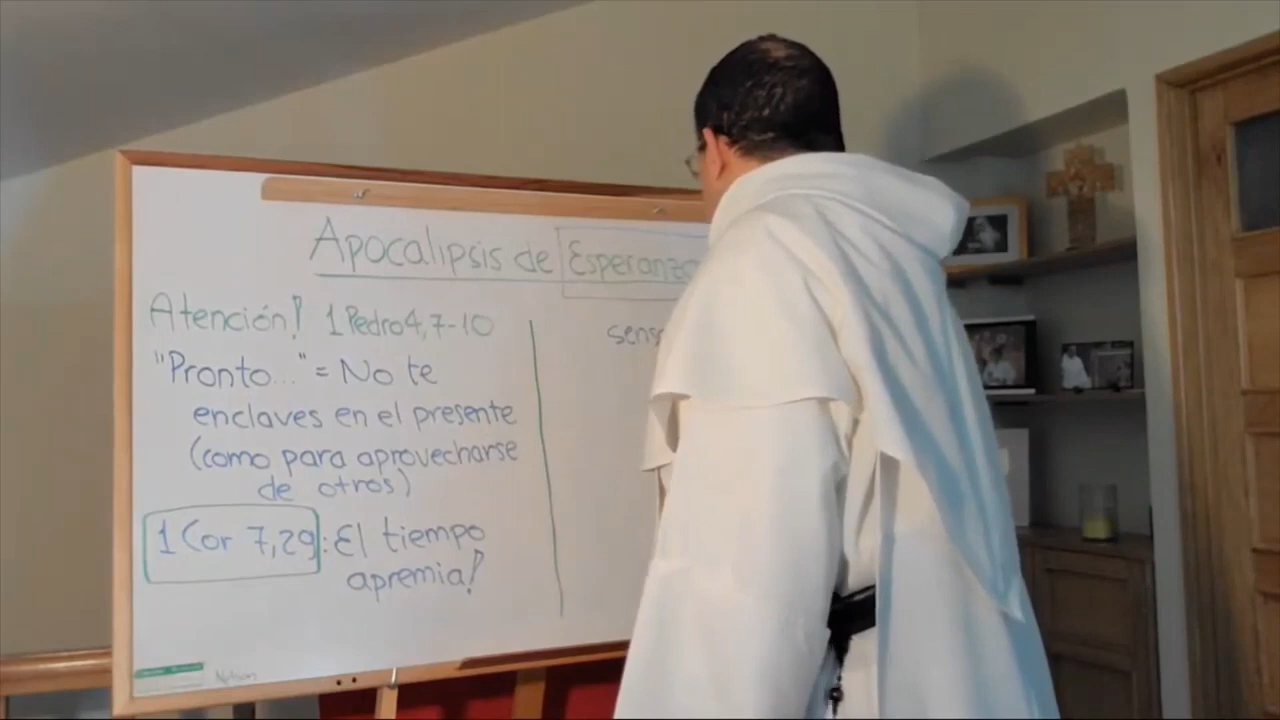 Apocalipsis de Esperanza
Atención! 1 Pedro 4, 7-10
"Pronto..." = No te
enclaves en el presente
(como para aprovecharse
de otros)
1 Cor 7,29: El tiempo
apremia!